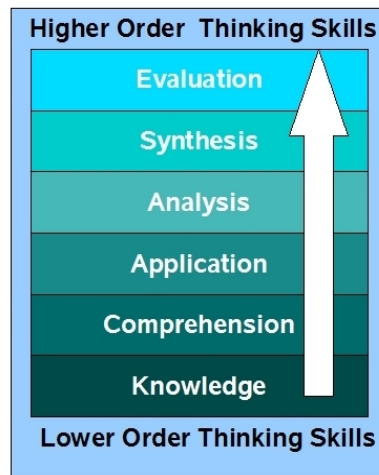 Higher Order Thinking Skills
Evaluation
Synthesis
Analysis
Application
Comprehension
Knowledge
Lower Order Thinking Skills